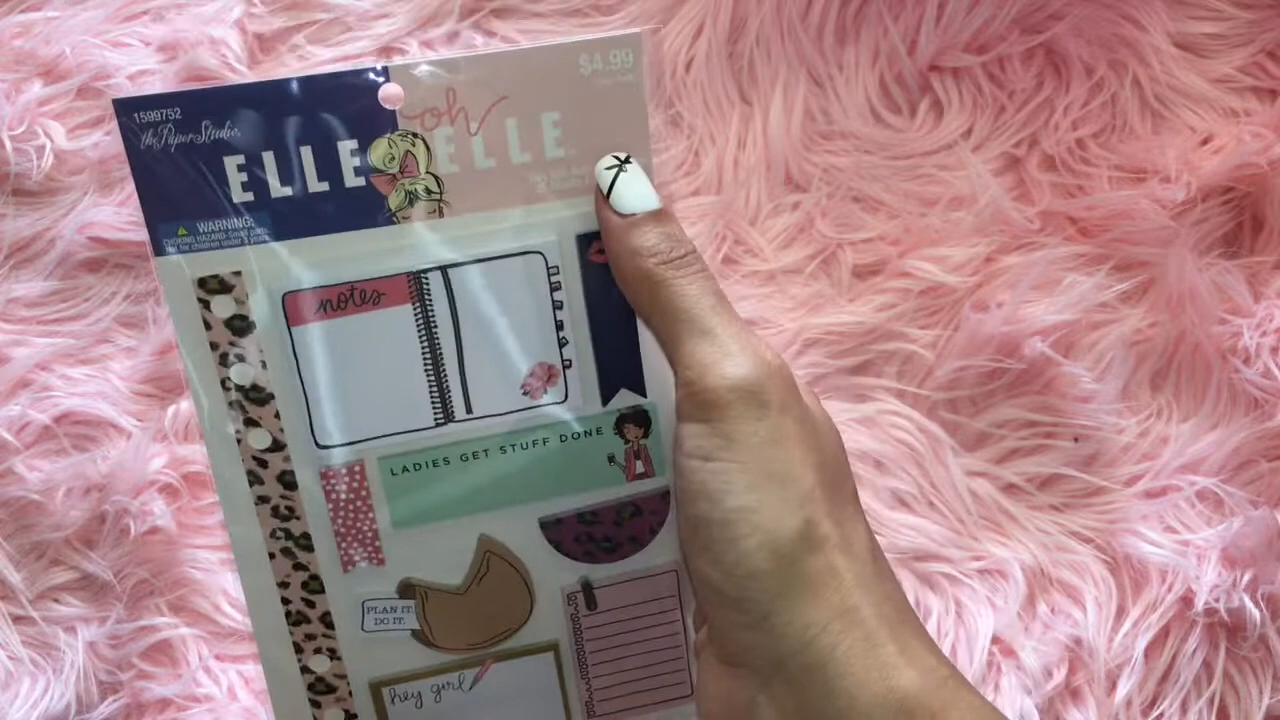 1599752
the Paper Studio
$4.99
oh
ELLE ELLE
WARNING:
CHOKING HAZARD-Small parts.
Not for children under 3 years.
notes
LADIES GET STUFF DONE
PLAN IT.
DO IT.
hey girl